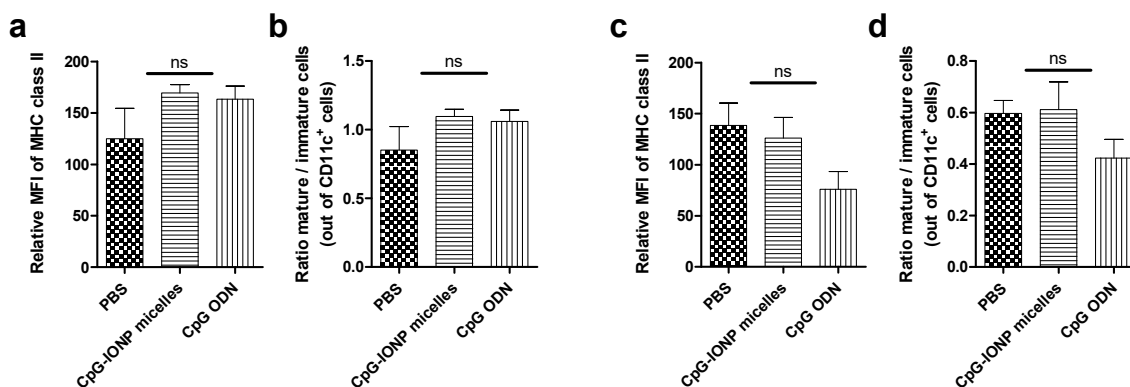 a
Relative MFI of MHC class II
200
150
100
50
0
ns
PBS
CpG-IONP micelles
CpG ODN
b
Ratio mature / immature cells
(out of CD11c+ cells)
1.5
1.0
0.5
0.0
ns
PBS
CpG-IONP micelles
CpG ODN
c
Relative MFI of MHC class II
200
150
100
50
0
ns
PBS
CpG-IONP micelles
CpG ODN
d
Ratio mature / immature cells
(out of CD11c+ cells)
0.8
0.6
0.4
0.2
0.0
ns
PBS
CpG-IONP micelles
CpG ODN